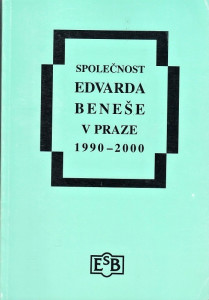 SPOLEČNOST
EDVARDA
BENEŠE
V PRAZE
1990–2000
ESB